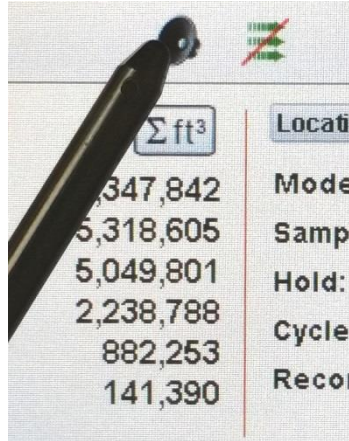 Σ ft³
,347,842
5,318,605
5,049,801
2,238,788
882,253
141,390
Locati
Mode
Samp
Hold:
Cycle
Recor